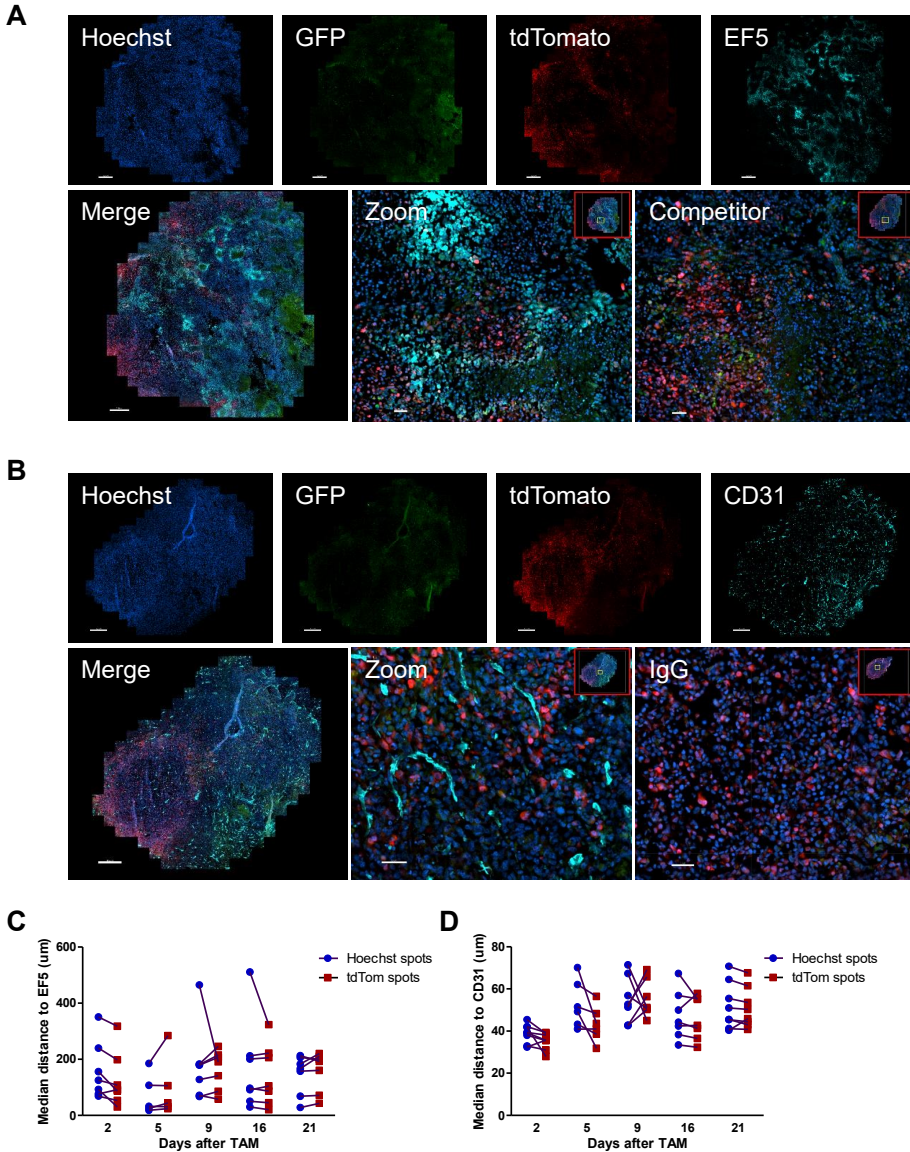 A
Hoechst
GFP
tdTomato
EF5
Merge
Zoom
Competitor
B
Hoechst
GFP
tdTomato
CD31
Merge
Zoom
IgG
C
Median distance to EF5 (um)
600
400
200
0
2 5 9 16 21
Days after TAM
Hoechst spots
tdTom spots
D
Median distance to CD31 (um)
80
60
40
20
0
2 5 9 16 21
Days after TAM
Hoechst spots
tdTom spots